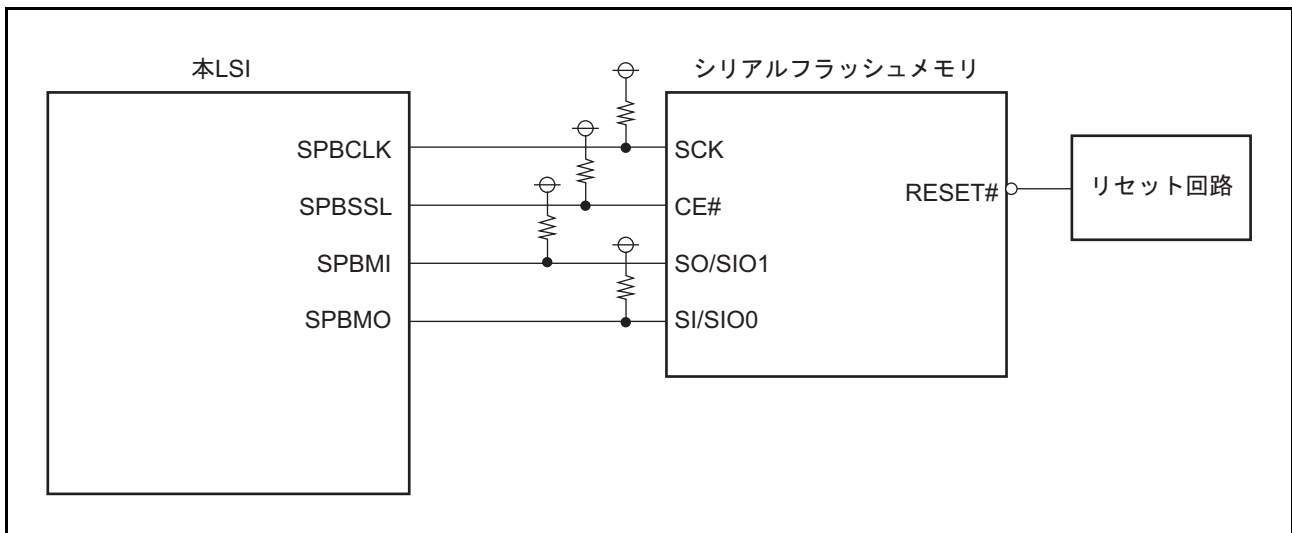 本LSI
シリアルフラッシュメモリ
SPBCLK
SCK
SPBSSL
CE#
RESET#
リセット回路
SPBMI
SO/SIO1
SPBMO
SI/SIO0